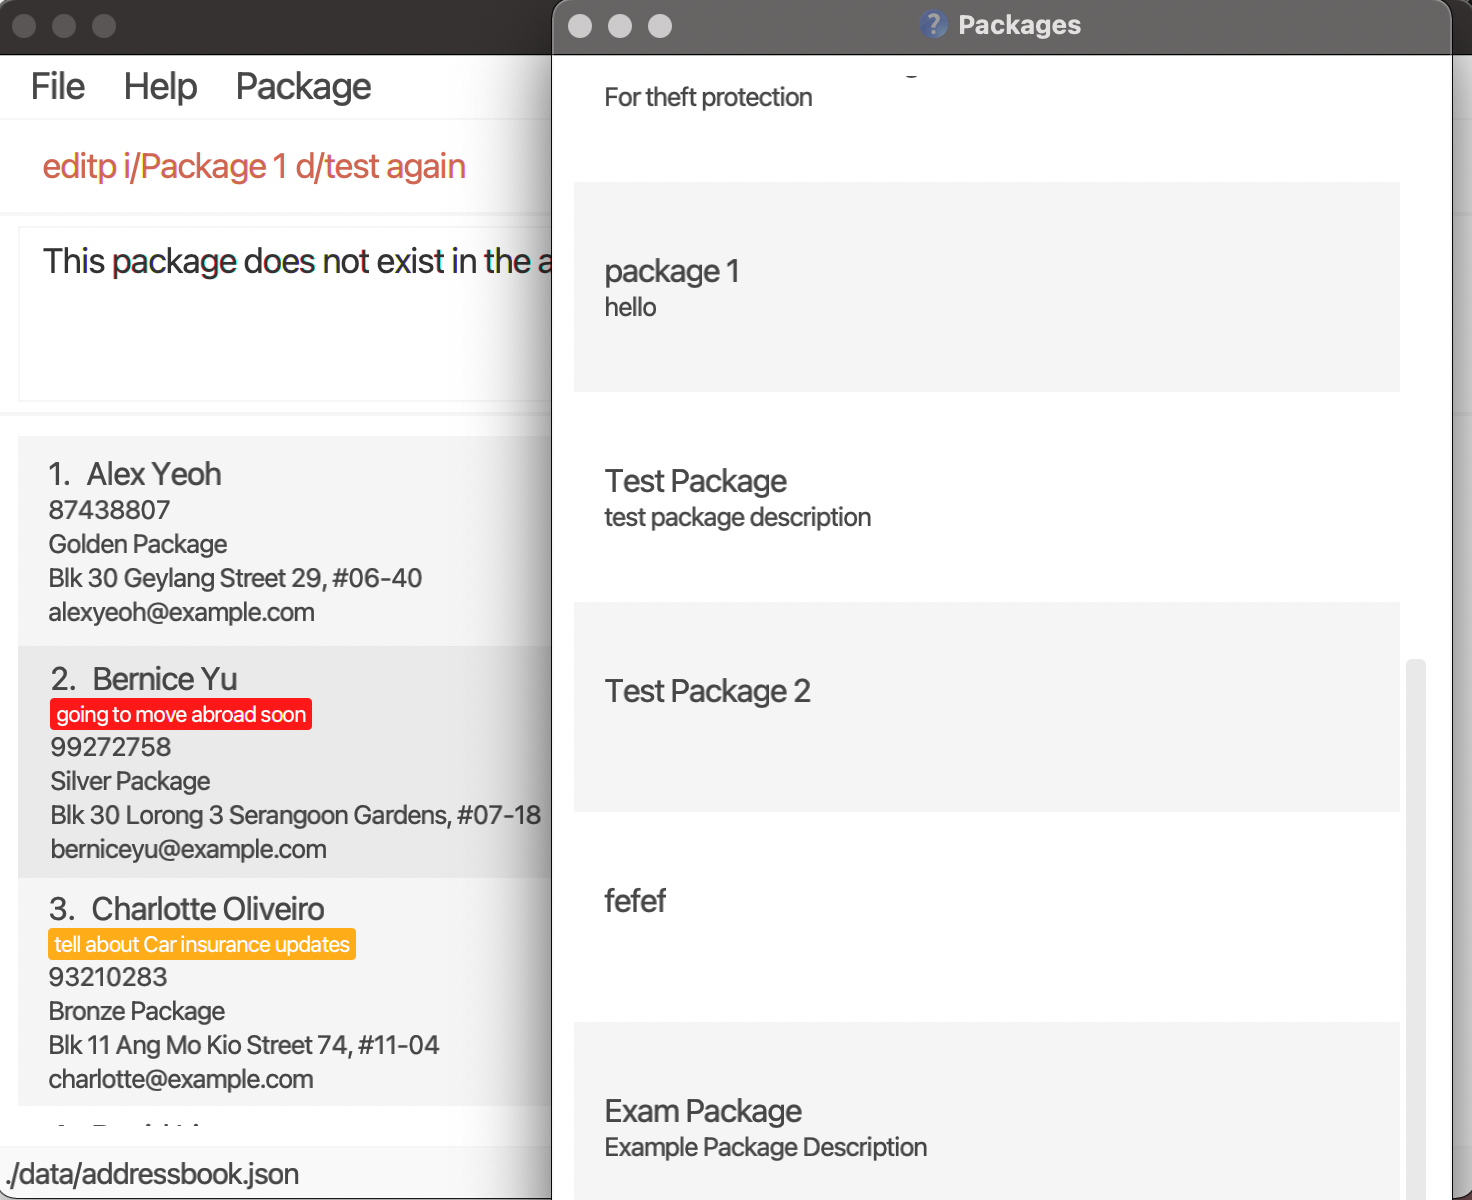 File Help Package
editp i/Package 1 d/test again
This package does not exist in the
1. Alex Yeoh
87438807
Golden Package
Blk 30 Geylang Street 29, #06-40
alexyeoh@example.com
2. Bernice Yu
going to move abroad soon
99272758
Silver Package
Blk 30 Lorong 3 Serangoon Gardens, #07-18
berniceyu@example.com
3. Charlotte Oliveiro
tell about Car insurance updates
93210283
Bronze Package
Blk 11 Ang Mo Kio Street 74, #11-04
charlotte@example.com
./data/addressbook.json
? Packages
For theft protection
package 1
hello
Test Package
test package description
Test Package 2
fefef
Exam Package
Example Package Description